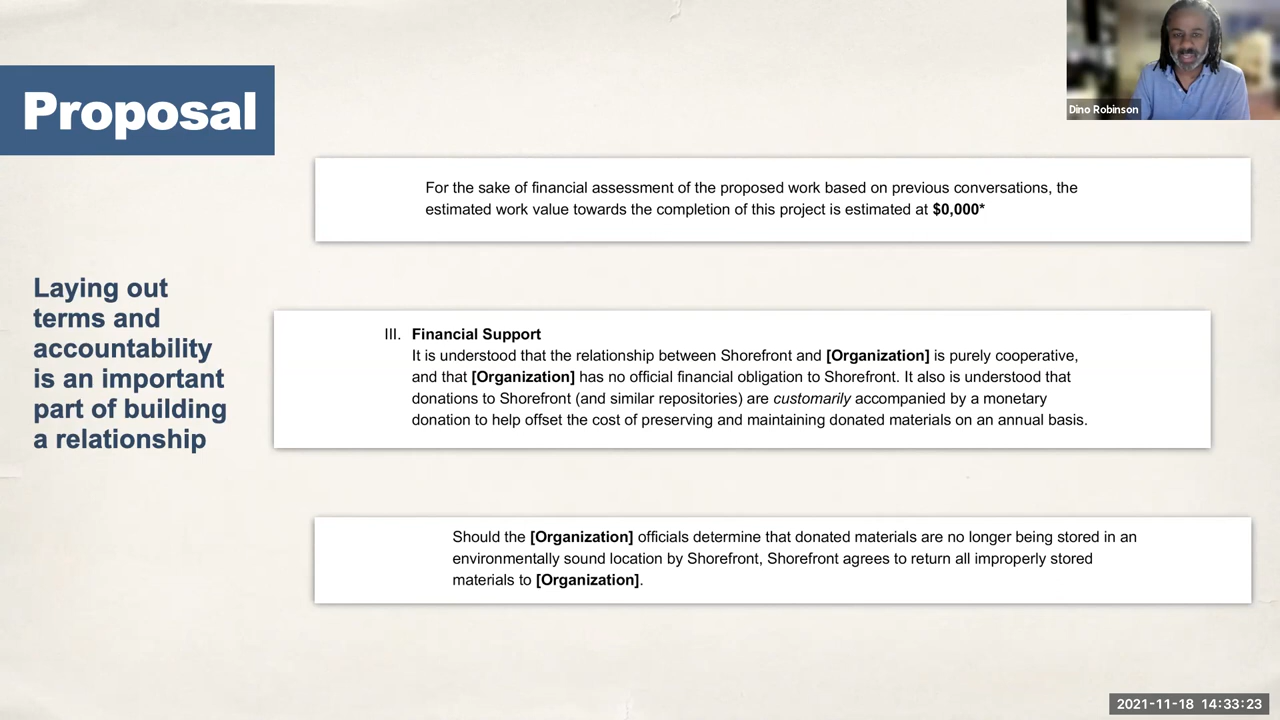 Proposal
Dino Robinson
For the sake of financial assessment of the proposed work based on previous conversations, the
estimated work value towards the completion of this project is estimated at $0,000*
Laying out
terms and
accountability
is an important
part of building
a relationship
III. Financial Support
It is understood that the relationship between Shorefront and [Organization] is purely cooperative,
and that [Organization] has no official financial obligation to Shorefront. It also is understood that
donations to Shorefront (and similar repositories) are customarily accompanied by a monetary
donation to help offset the cost of preserving and maintaining donated materials on an annual basis.
Should the [Organization] officials determine that donated materials are no longer being stored in an
environmentally sound location by Shorefront, Shorefront agrees to return all improperly stored
materials to [Organization].
2021-11-18 14:33:23